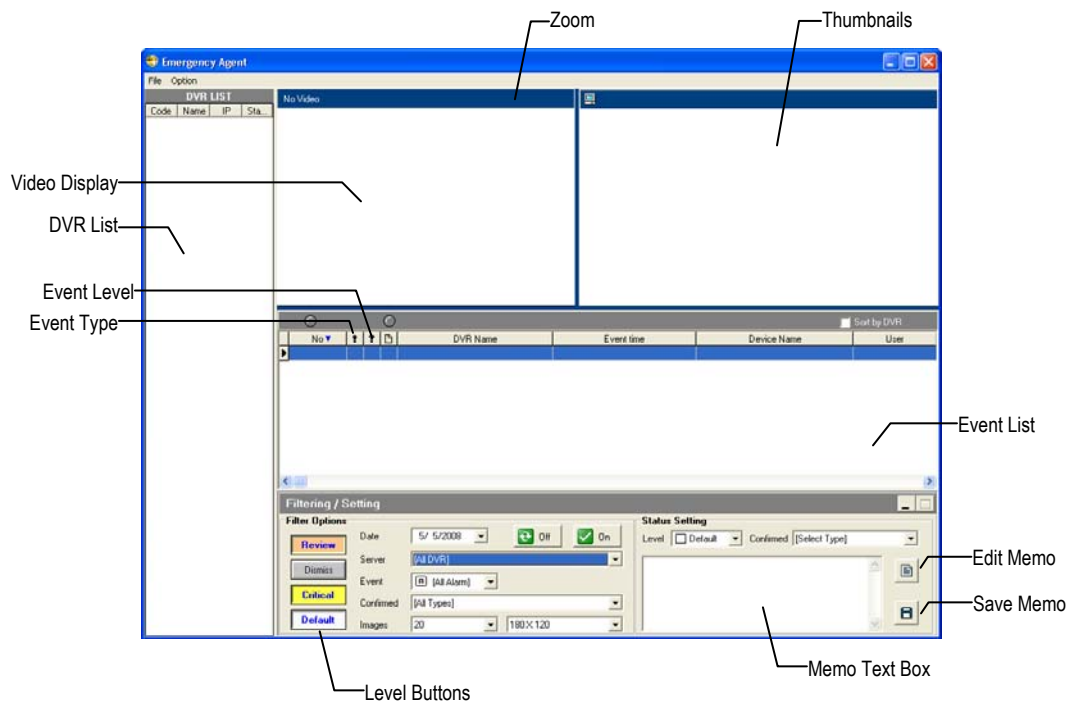 Zoom
Thumbnails
Emergency Agent
File Option
DVR LIST
Code Name IP Sta...
No Video
Video Display
DVR List
Event Level
Event Type
Sort by DVR
No DVR Name Event time Device Name User
Event List
Filtering / Setting
Filter Options
Review
Dismiss
Critical
Default
Date 5/ 5/2008 Off On
Server [All DVR]
Event [All Alarm]
Confirmed [All Types]
Images 20 180X120
Status Setting
Level Default Confirmed [Select Type]
Edit Memo
Save Memo
Memo Text Box
Level Buttons